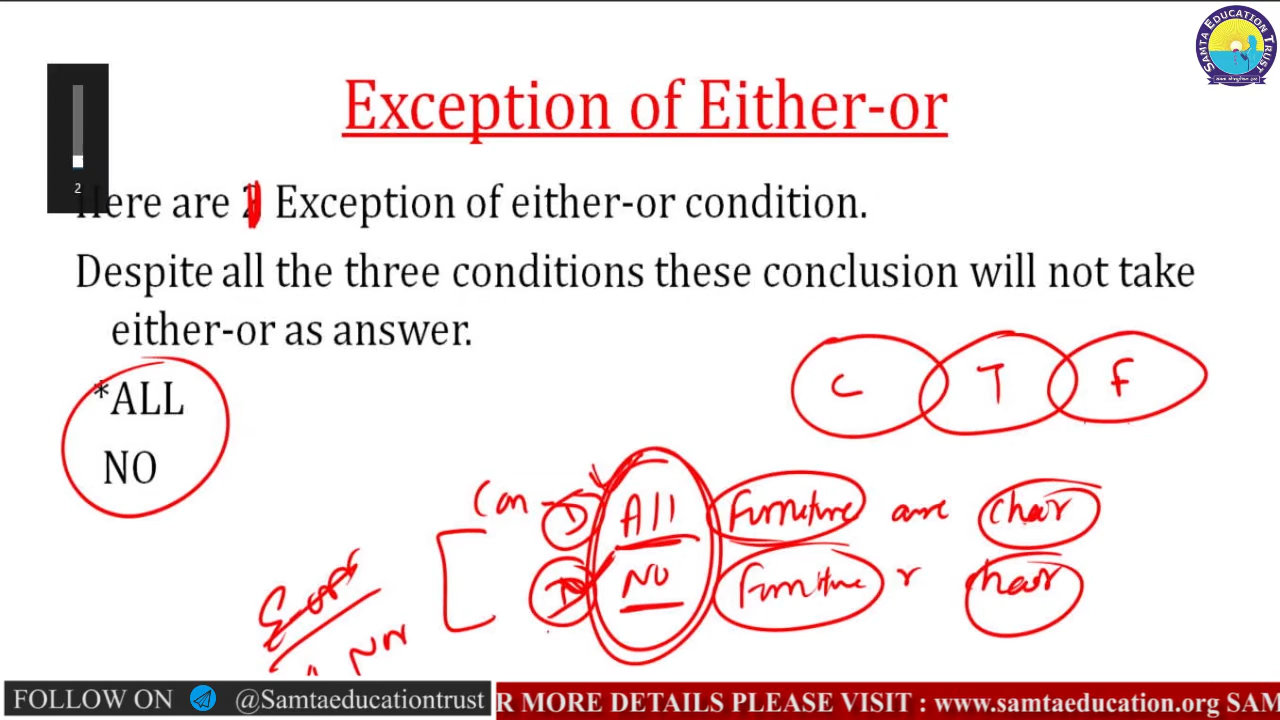 SAMTA EDUCATION TRUST
2
Exception of Either-or
Here are Exception of either-or condition.
Despite all the three conditions these conclusion will not take
either-or as answer.
*ALL
NO
C T F
Con - I All Furniture are chair
NO Furniture r chair
FOLLOW ON @Samtaeducationtrust
R MORE DETAILS PLEASE VISIT : www.samtaeducation.org SAM